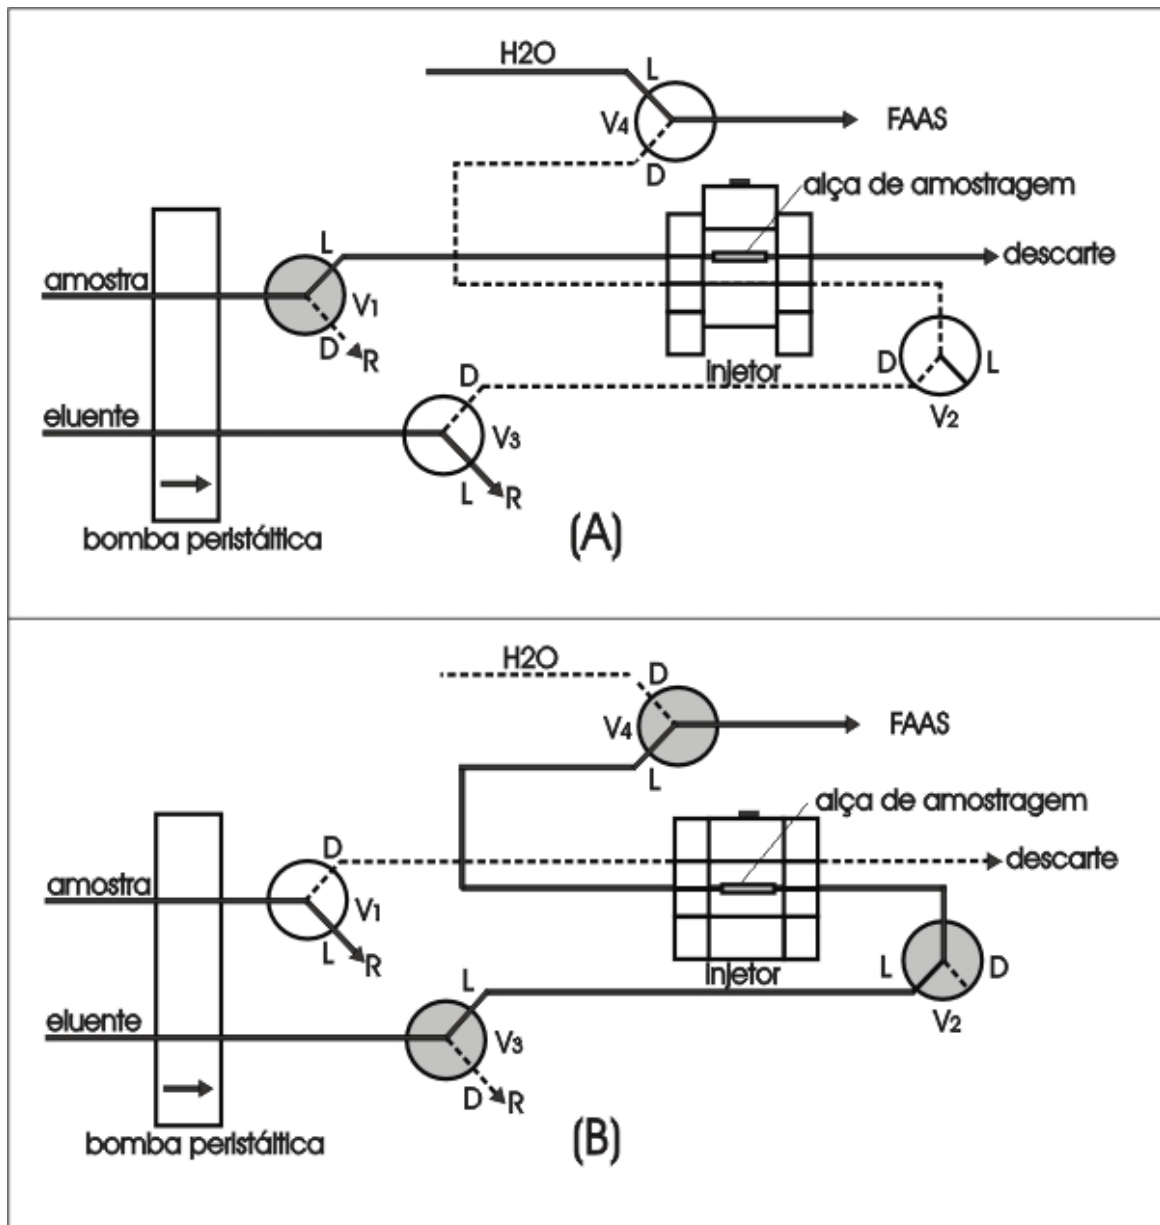 H2O
L
V4
FAAS
D
alça de amostragem
L
descarte
amostra
V1
D
R
D
L
injetor
D
V2
eluente
V3
L
R
(A)
bomba peristáltica
H2O
D
V4
FAAS
L
alça de amostragem
D
descarte
amostra
V1
L
R
L
D
injetor
L
V2
eluente
V3
D
R
(B)
bomba peristáltica